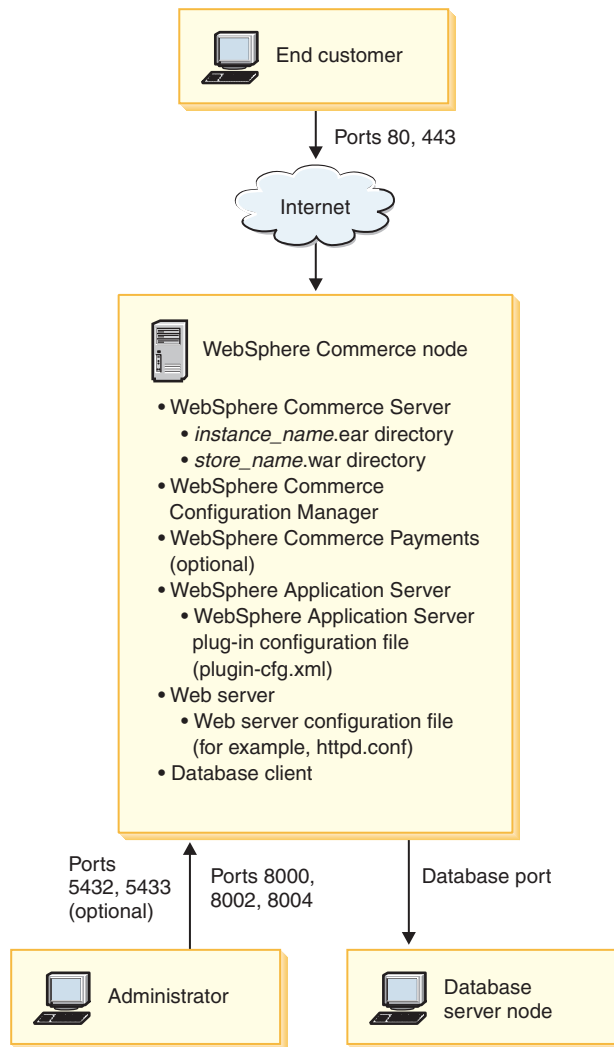 End customer
Ports 80, 443
Internet
WebSphere Commerce node
• WebSphere Commerce Server
• instance_name.ear directory
• store_name.war directory
• WebSphere Commerce
Configuration Manager
• WebSphere Commerce Payments
(optional)
• WebSphere Application Server
• WebSphere Application Server
plug-in configuration file
(plugin-cfg.xml)
• Web server
• Web server configuration file
(for example, httpd.conf)
• Database client
Ports
5432, 5433
(optional)
Ports 8000,
8002, 8004
Database port
Administrator
Database
server node